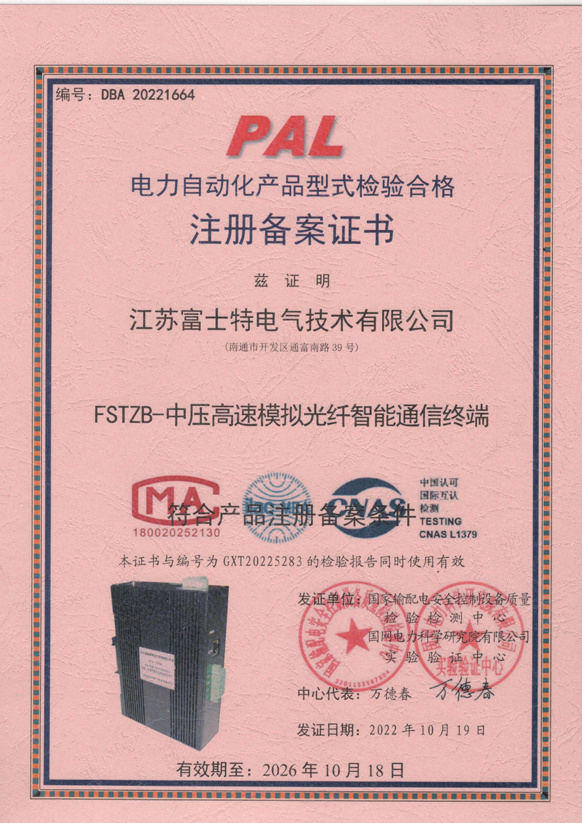 编号：DBA 20221664
PAL
电力自动化产品型式检验合格
注册备案证书
兹 证 明
江苏富士特电气技术有限公司
（南通市开发区通富南路 39 号）
FSTZB-中压高速模拟光纤智能通信终端
MA
180020252130
CNAS
中国认可
国际互认
检测
TESTING
CNAS L1379
符合产品注册备案条件
本证书与编号为 GXT20225283 的检验报告同时使用有效
发证单位：国家输配电安全控制设备质量
检 验 检 测 中 心
国网电力科学研究院有限公司
实 验 验 证 中 心
实验验证中心
中心代表：万德春 万德春
发证日期：2022 年 10 月 19 日
有效期至：2026 年 10 月 18 日